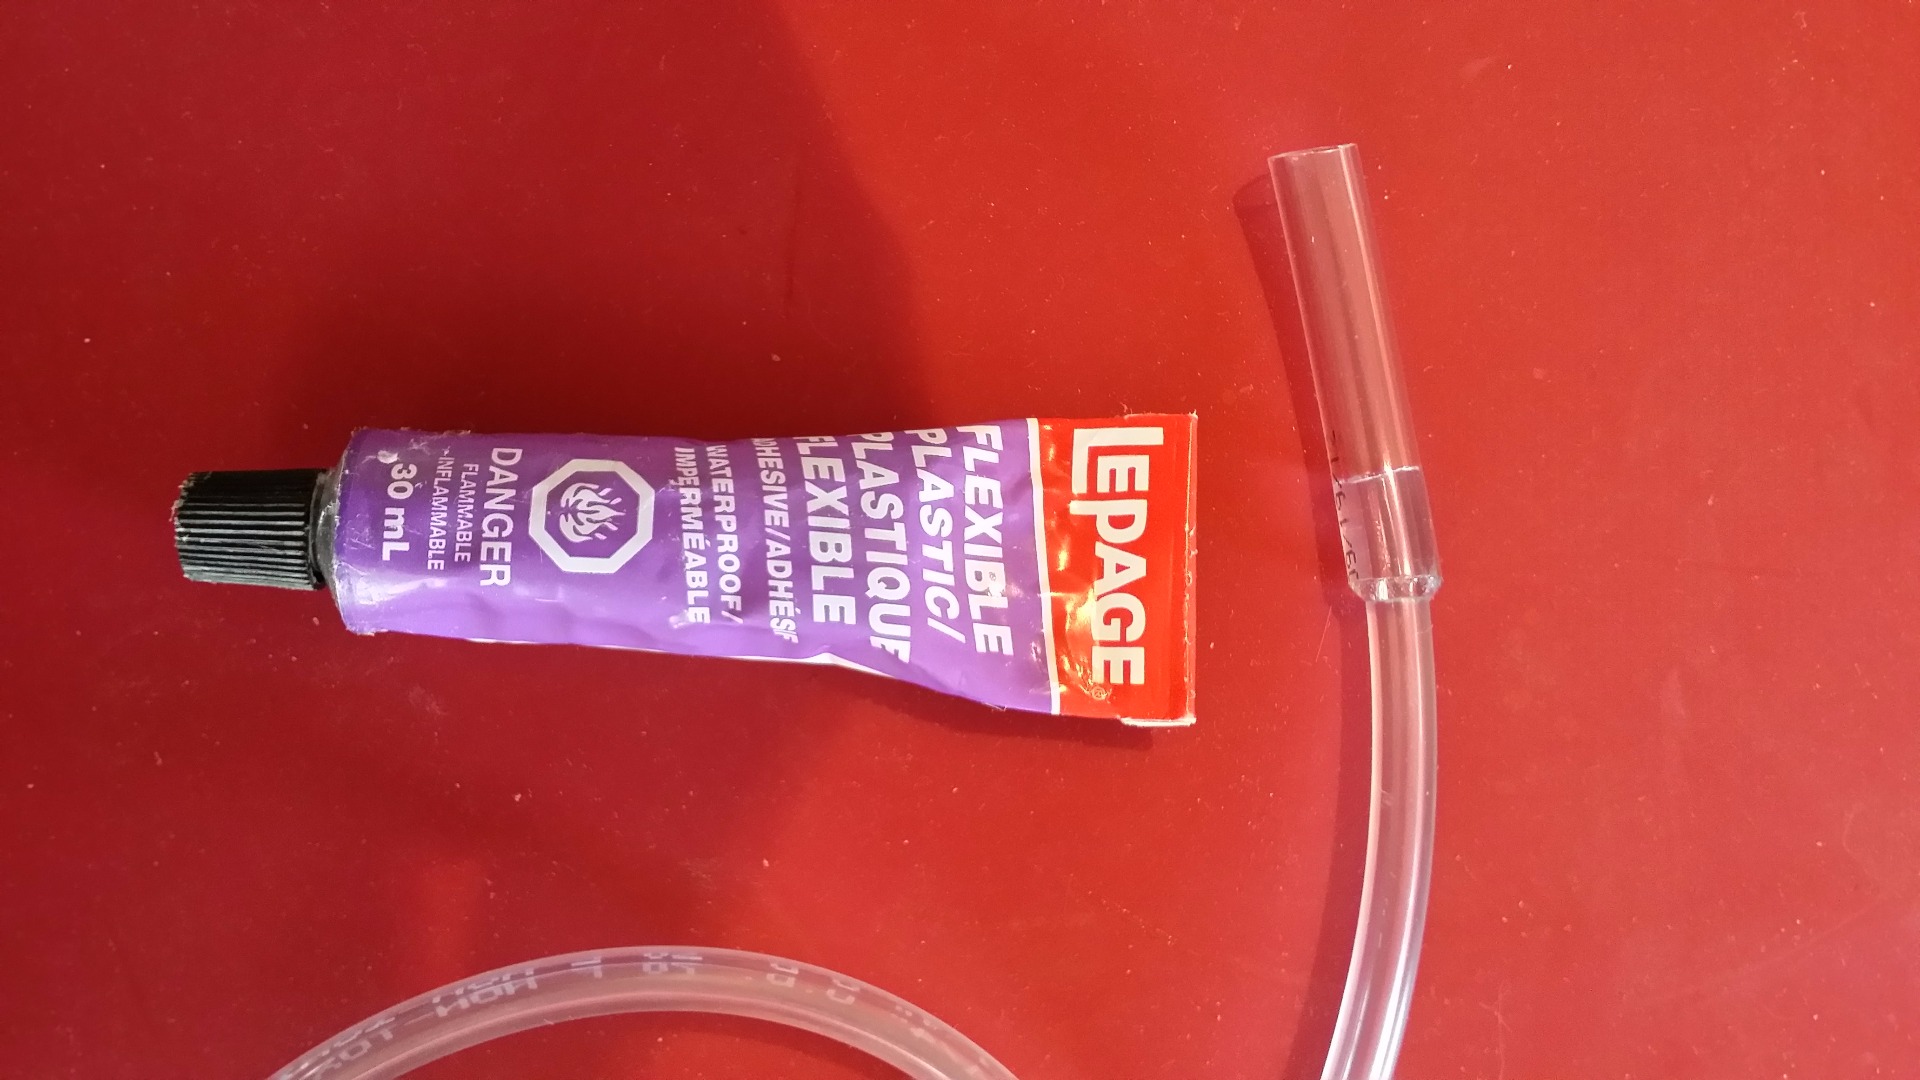 LEPAGE®
FLEXIBLE
PLASTIC/
PLASTIQUE
FLEXIBLE
ADHESIVE/ADHÉSIF
WATERPROOF/
IMPERMÉABLE
DANGER
FLAMMABLE
INFLAMMABLE
30 mL